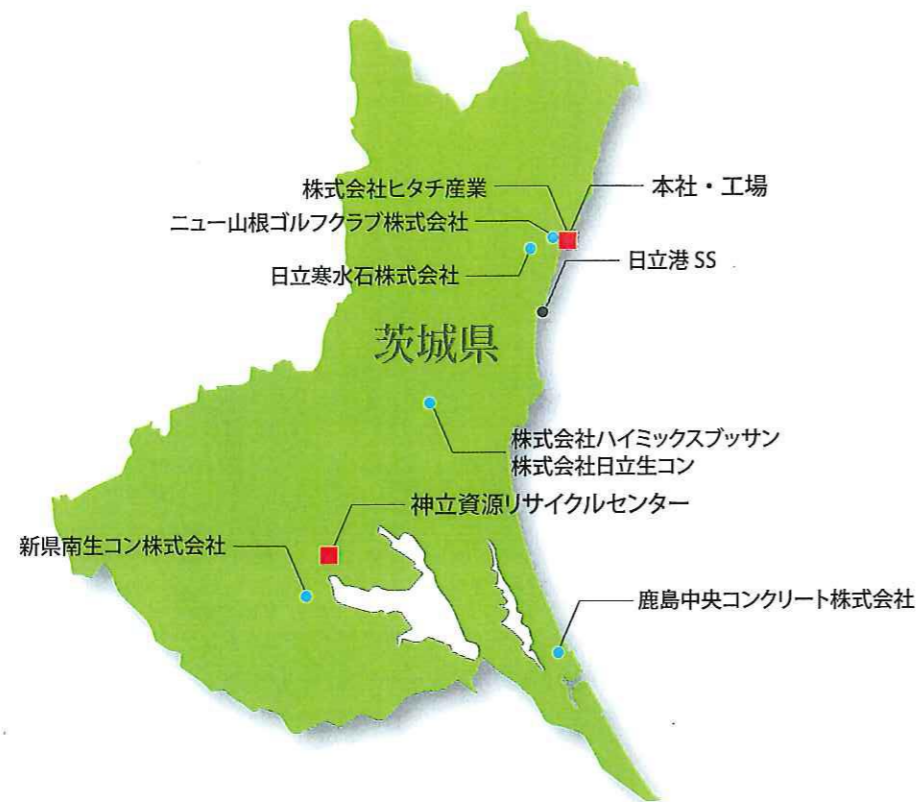 株式会社ヒタチ産業
本社・工場
ニュー山根ゴルフクラブ株式会社
日立寒水石株式会社
日立港 SS
茨城県
株式会社ハイミックスブッサン
株式会社日立生コン
神立資源リサイクルセンター
新県南生コン株式会社
鹿島中央コンクリート株式会社